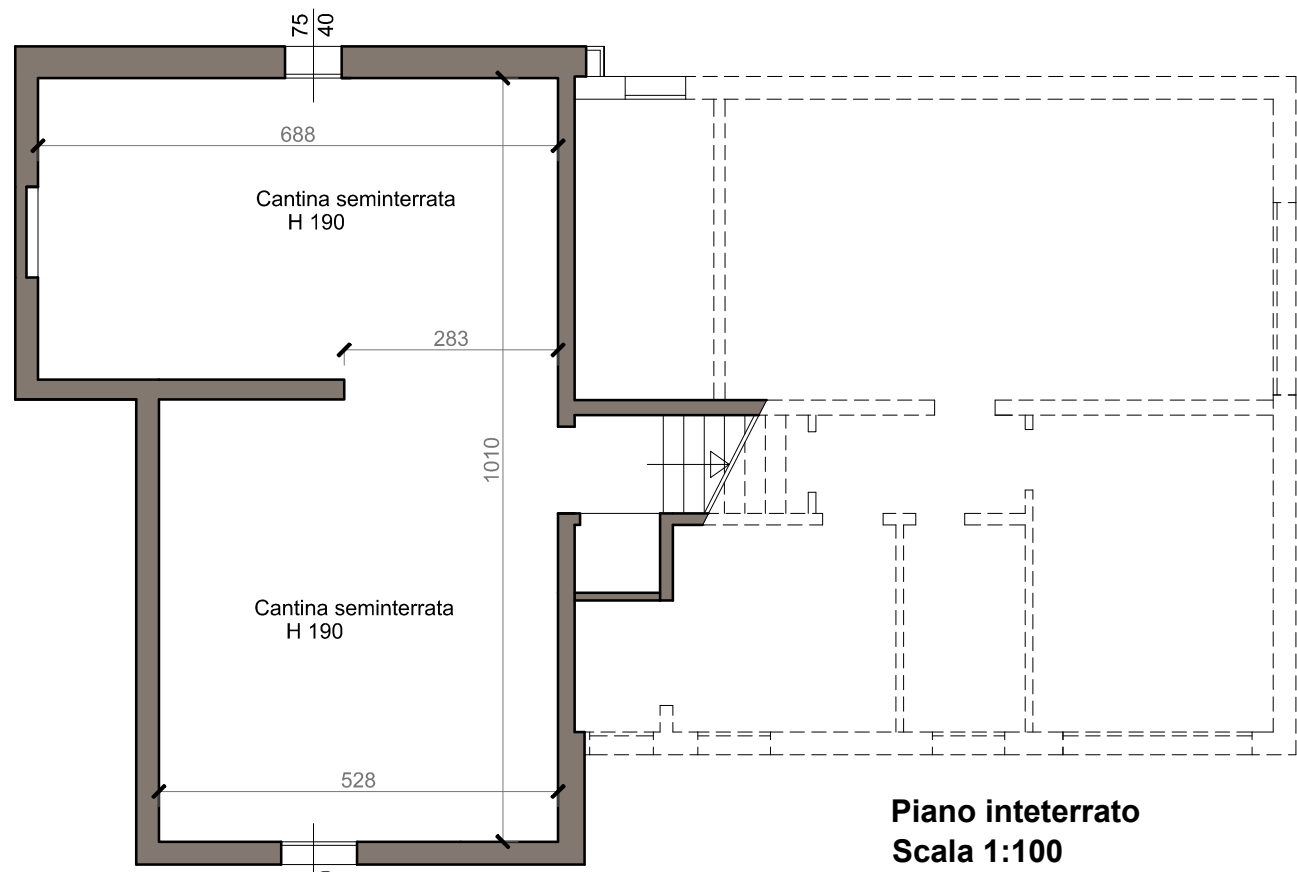 75
40
688
Cantina seminterrata
H 190
283
1010
Cantina seminterrata
H 190
528
Piano inteterrato
Scala 1:100